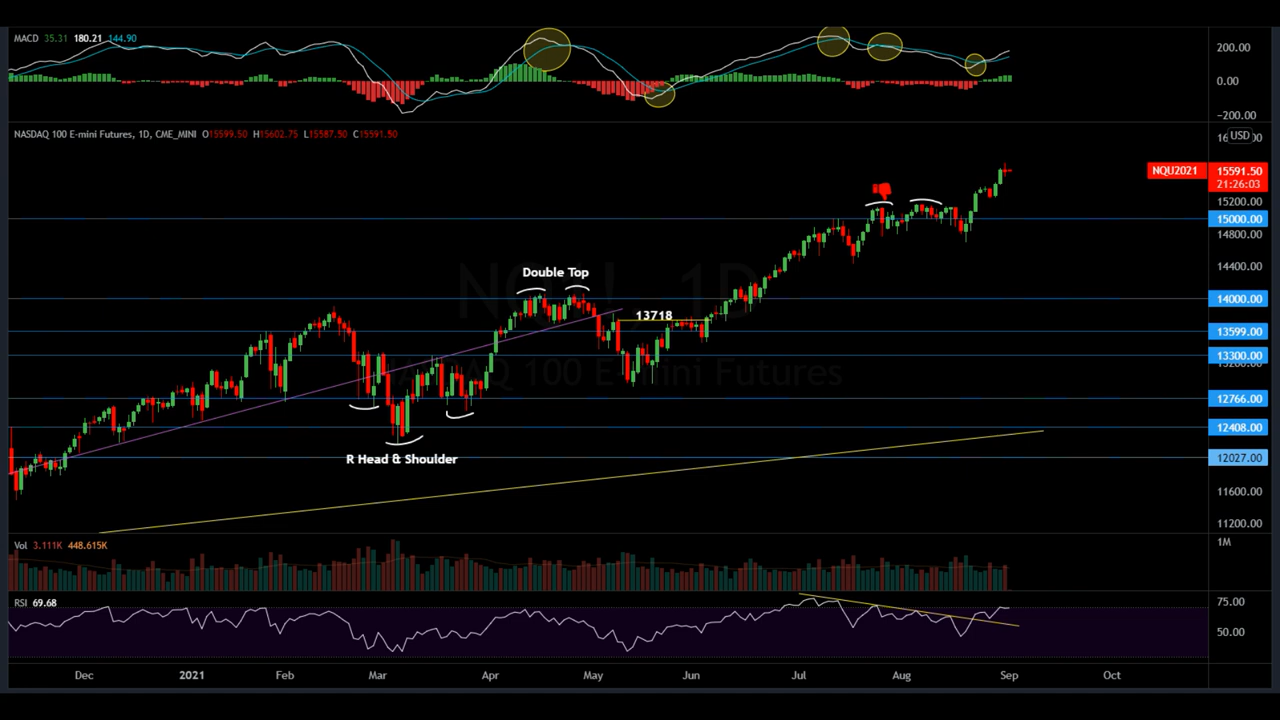 MACD 35.31 180.21 144.90
200.00
0.00
-200.00
NASDAQ 100 E-mini Futures, 1D, CME_MINI O15599.50 H15602.75 L15587.50 C15591.50
USD
NQU2021 15591.50
21:26:03
15200.00
15000.00
14800.00
14400.00
Double Top
14000.00
13718
13599.00
13300.00
NASDAQ 100 E-mini Futures
12766.00
12408.00
R Head & Shoulder
12027.00
11600.00
11200.00
Vol 3.111K 448.615K
1M
RSI 69.68
75.00
50.00
Dec 2021 Feb Mar Apr May Jun Jul Aug Sep Oct